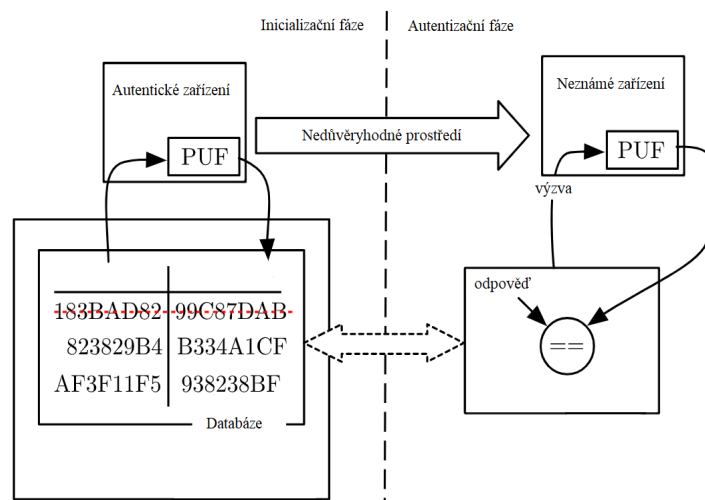 Inicializační fáze
Autentizační fáze
Autentické zařízení
PUF
Nedůvěryhodné prostředí
Neznámé zařízení
PUF
výzva
183BAD82 99C87DAB
823829B4 B334A1CF
AF3F11F5 938238BF
Databáze
odpověď
==